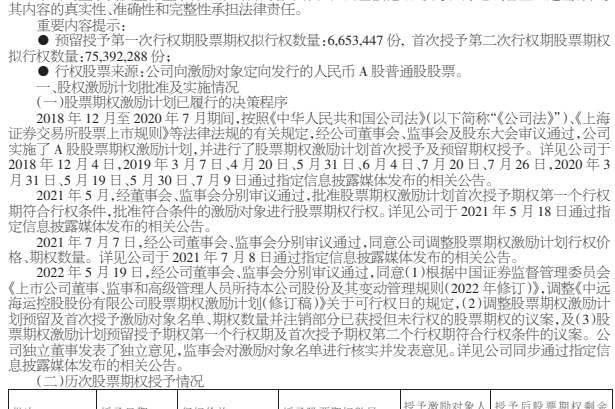 其内容的真实性、准确性和完整性承担法律责任。
重要内容提示：
● 预留授予第一次行权期股票期权拟行权数量：6,653,447 份，首次授予第二次行权期股票期权
拟行权数量：75,392,288 份；
● 行权股票来源：公司向激励对象定向发行的人民币 A 股普通股股票。
一、股权激励计划批准及实施情况
（一）股票期权激励计划已履行的决策程序
2018 年 12 月至 2020 年 7 月期间，按照《中华人民共和国公司法》（以下简称“《公司法》”）、《上海
证券交易所股票上市规则》等法律法规的有关规定，经公司董事会、监事会及股东大会审议通过，公司
实施了 A 股股票期权激励计划，并进行了股票期权激励计划首次授予及预留期权授予。详见公司于
2018 年 12 月 4 日，2019 年 3 月 7 日、4 月 20 日、5 月 31 日、6 月 4 日、7 月 20 日、7 月 26 日，2020 年 3
月 31 日、5 月 19 日、5 月 30 日、7 月 9 日通过指定信息披露媒体发布的相关公告。
2021 年 5 月，经董事会、监事会分别审议通过，批准股票期权激励计划首次授予期权第一个行权
期符合行权条件，批准符合条件的激励对象进行股票期权行权。详见公司于 2021 年 5 月 18 日通过指
定信息披露媒体发布的相关公告。
2021 年 7 月 7 日，经公司董事会、监事会分别审议通过，同意公司调整股票期权激励计划行权价
格、期权数量。详见公司于 2021 年 7 月 8 日通过指定信息披露媒体发布的相关公告。
2022 年 5 月 19 日，经公司董事会、监事会分别审议通过，同意（1）根据中国证券监督管理委员会
《上市公司董事、监事和高级管理人员所持本公司股份及其变动管理规则（2022 年修订）》，调整《中远
海运控股股份有限公司股票期权激励计划（修订稿）》关于可行权日的规定，（2）调整股票期权激励计
划预留及首次授予激励对象名单、期权数量并注销部分已获授但未行权的股票期权的议案，及（3）股
票期权激励计划预留授予期权第一个行权期及首次授予期权第二个行权期符合行权条件的议案。公
司独立董事发表了独立意见，监事会对激励对象名单进行核实并发表意见。详见公司同步通过指定信
息披露媒体发布的相关公告。
（二）历次股票期权授予情况
授予激励对象人 授予后股票期权剩余